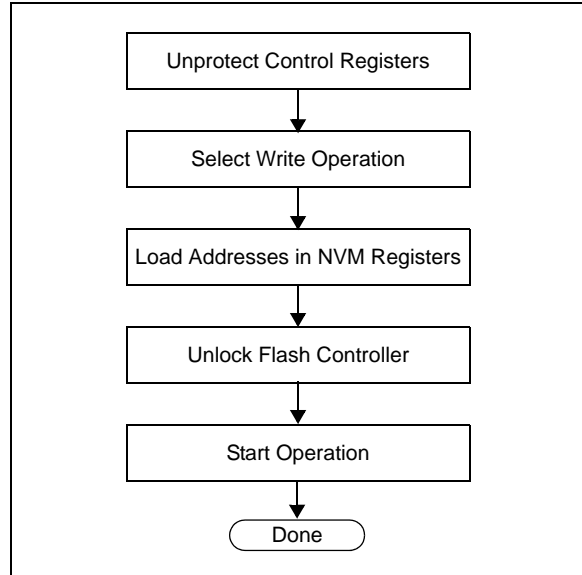 Unprotect Control Registers
Select Write Operation
Load Addresses in NVM Registers
Unlock Flash Controller
Start Operation
Done